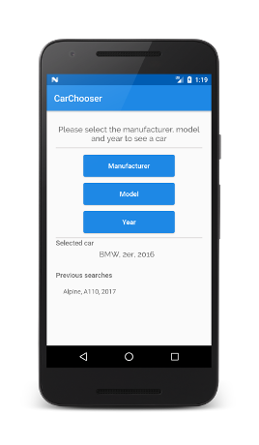 1:19
CarChooser
Please select the manufacturer, model
and year to see a car
Manufacturer
Model
Year
Selected car
BMW, 2er, 2016
Previous searches
Alpine, A110, 2017